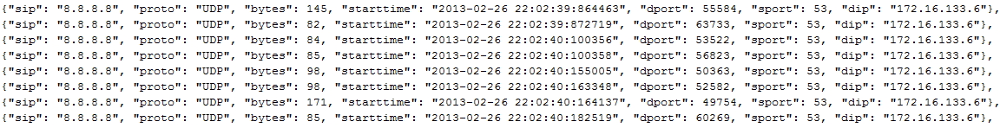 {"sip": "8.8.8.8", "proto": "UDP", "bytes": 145, "starttime": "2013-02-26 22:02:39:864463", "dport": 55584, "sport": 53, "dip": "172.16.133.6"},
{"sip": "8.8.8.8", "proto": "UDP", "bytes": 82, "starttime": "2013-02-26 22:02:39:872719", "dport": 63733, "sport": 53, "dip": "172.16.133.6"},
{"sip": "8.8.8.8", "proto": "UDP", "bytes": 84, "starttime": "2013-02-26 22:02:40:100356", "dport": 53522, "sport": 53, "dip": "172.16.133.6"},
{"sip": "8.8.8.8", "proto": "UDP", "bytes": 85, "starttime": "2013-02-26 22:02:40:100358", "dport": 56823, "sport": 53, "dip": "172.16.133.6"},
{"sip": "8.8.8.8", "proto": "UDP", "bytes": 98, "starttime": "2013-02-26 22:02:40:155005", "dport": 50363, "sport": 53, "dip": "172.16.133.6"},
{"sip": "8.8.8.8", "proto": "UDP", "bytes": 98, "starttime": "2013-02-26 22:02:40:163348", "dport": 52582, "sport": 53, "dip": "172.16.133.6"},
{"sip": "8.8.8.8", "proto": "UDP", "bytes": 171, "starttime": "2013-02-26 22:02:40:164137", "dport": 49754, "sport": 53, "dip": "172.16.133.6"},
{"sip": "8.8.8.8", "proto": "UDP", "bytes": 85, "starttime": "2013-02-26 22:02:40:182519", "dport": 60269, "sport": 53, "dip": "172.16.133.6"},